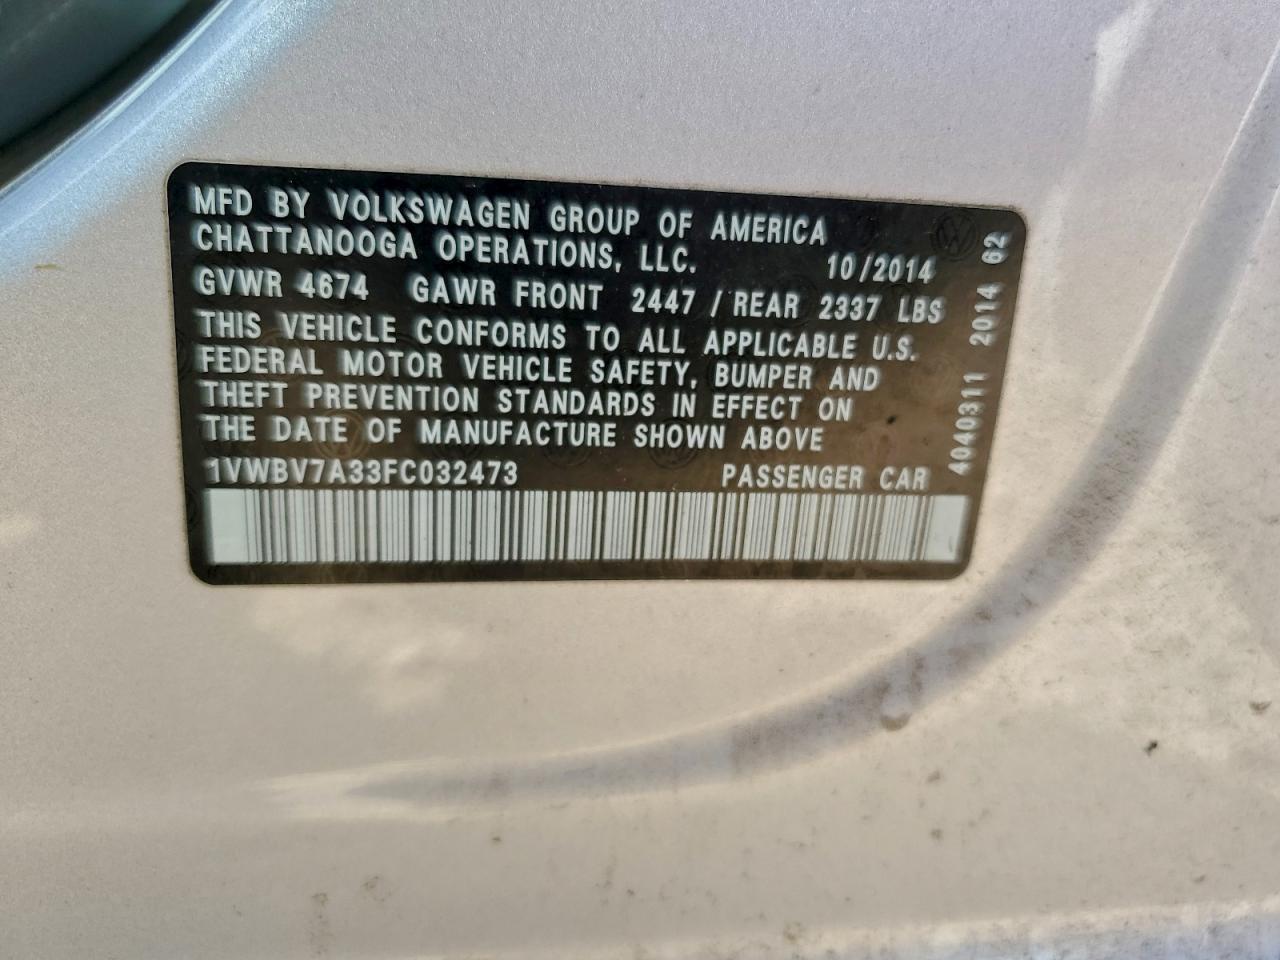 MFD BY VOLKSWAGEN GROUP OF AMERICA
CHATTANOOGA OPERATIONS, LLC. 10/2014
GVWR 4674 GAWR FRONT 2447 / REAR 2337 LBS
THIS VEHICLE CONFORMS TO ALL APPLICABLE U.S.
FEDERAL MOTOR VEHICLE SAFETY, BUMPER AND
THEFT PREVENTION STANDARDS IN EFFECT ON
THE DATE OF MANUFACTURE SHOWN ABOVE
1VWBV7A33FC032473 PASSENGER CAR
4040311 2014 62